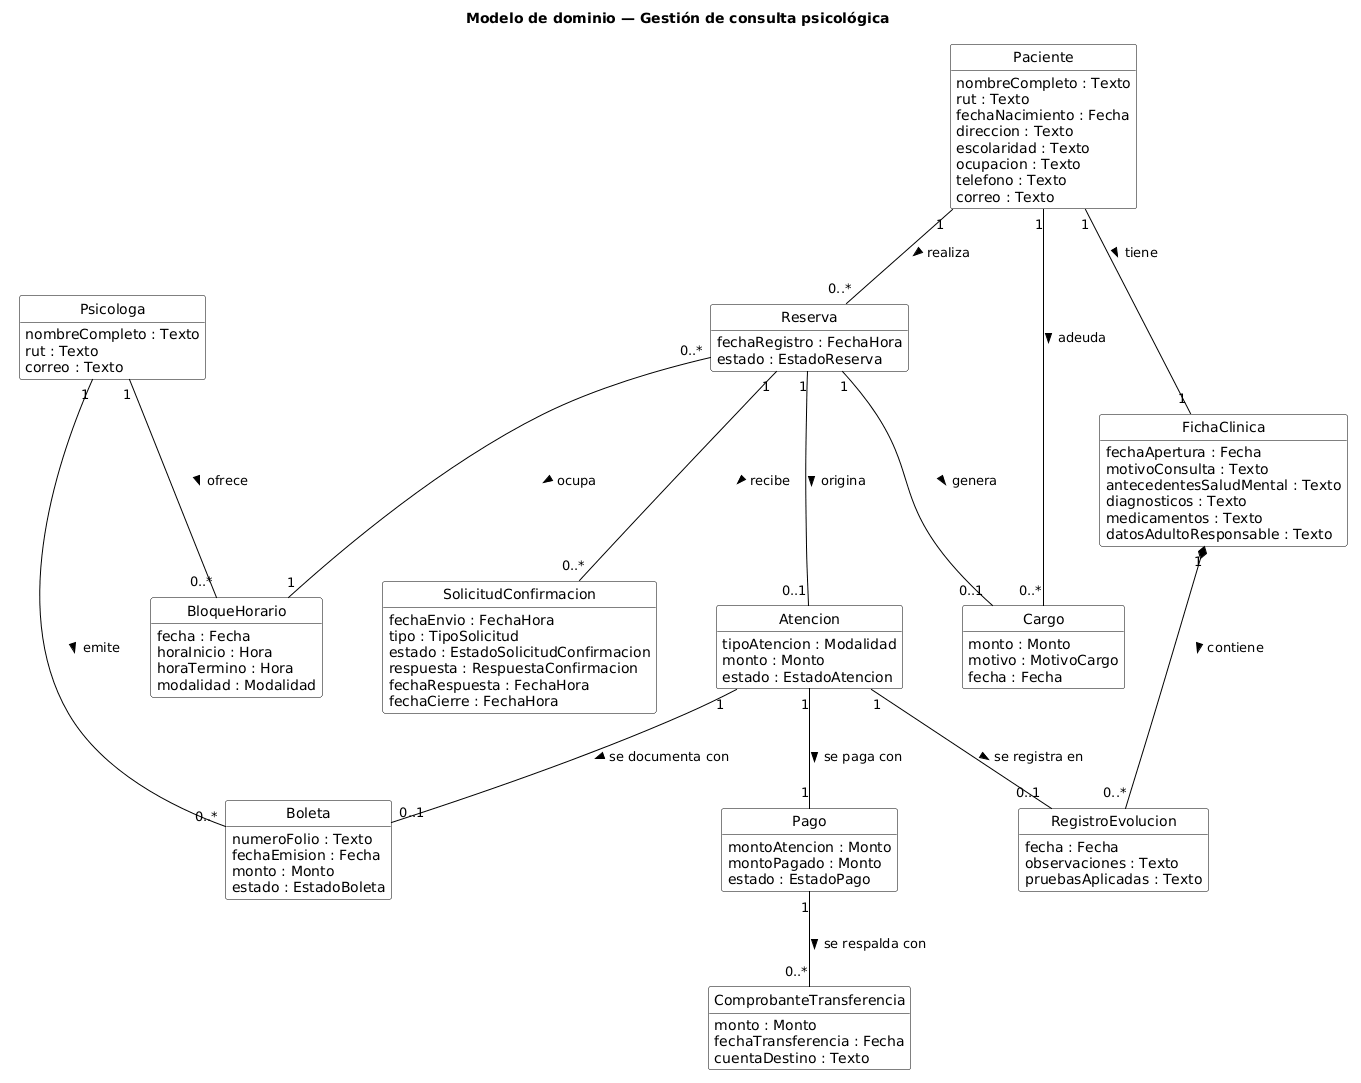 Modelo de dominio — Gestión de consulta psicológica
Paciente
nombreCompleto : Texto
rut : Texto
fechaNacimiento : Fecha
direccion : Texto
escolaridad : Texto
ocupacion : Texto
telefono : Texto
correo : Texto
1
1
1
realiza
tiene
0..*
adeuda
Psicologa
nombreCompleto : Texto
rut : Texto
correo : Texto
1
1
Reserva
fechaRegistro : FechaHora
estado : EstadoReserva
0..*
1
1
1
1
FichaClinica
fechaApertura : Fecha
motivoConsulta : Texto
antecedentesSaludMental : Texto
diagnosticos : Texto
medicamentos : Texto
datosAdultoResponsable : Texto
1
ofrece
ocupa
recibe
origina
genera
0..*
1
0..*
0..1
0..1
0..*
BloqueHorario
fecha : Fecha
horaInicio : Hora
horaTermino : Hora
modalidad : Modalidad
SolicitudConfirmacion
fechaEnvio : FechaHora
tipo : TipoSolicitud
estado : EstadoSolicitudConfirmacion
respuesta : RespuestaConfirmacion
fechaRespuesta : FechaHora
fechaCierre : FechaHora
Atencion
tipoAtencion : Modalidad
monto : Monto
estado : EstadoAtencion
Cargo
monto : Monto
motivo : MotivoCargo
fecha : Fecha
emite
contiene
1
1
1
se documenta con
se paga con
se registra en
0..*
0..1
1
0..1
0..*
Boleta
numeroFolio : Texto
fechaEmision : Fecha
monto : Monto
estado : EstadoBoleta
Pago
montoAtencion : Monto
montoPagado : Monto
estado : EstadoPago
RegistroEvolucion
fecha : Fecha
observaciones : Texto
pruebasAplicadas : Texto
1
se respalda con
0..*
ComprobanteTransferencia
monto : Monto
fechaTransferencia : Fecha
cuentaDestino : Texto